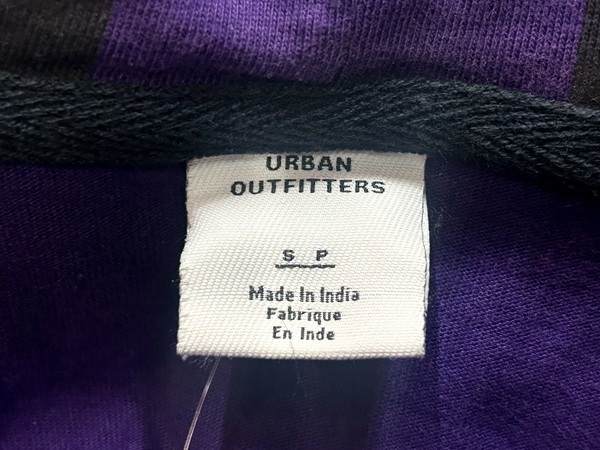 URBAN
OUTFITTERS
S P
Made In India
Fabrique
En Inde